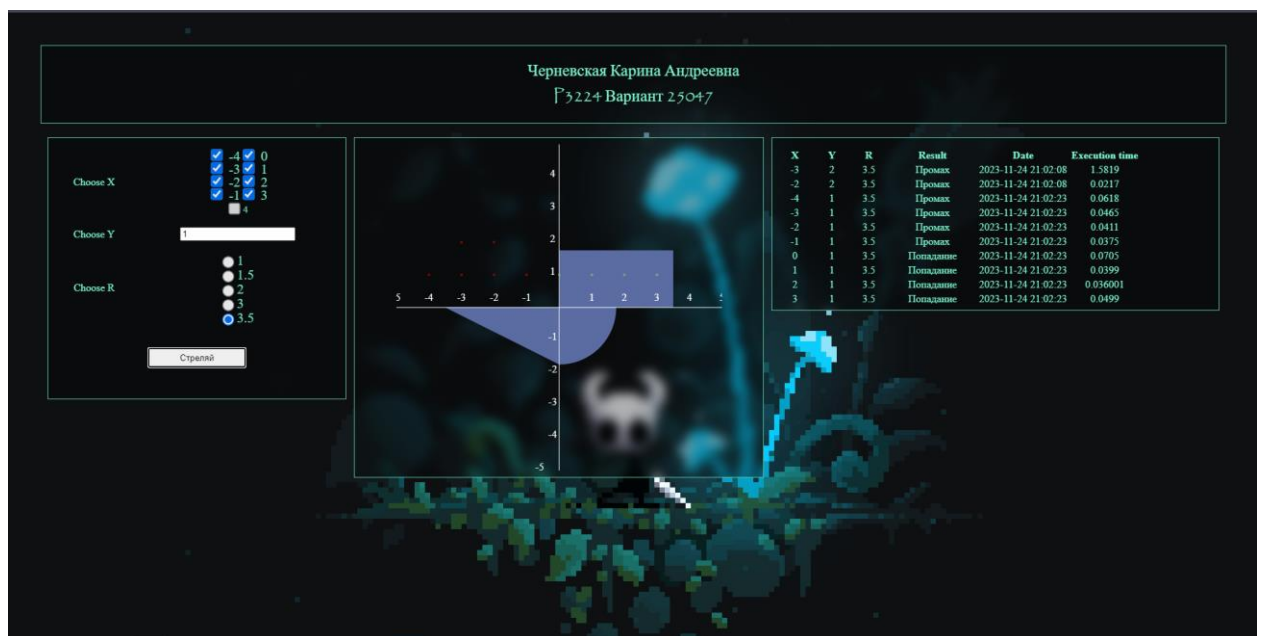 Черневская Карина Андреевна
P3224 Вариант 25047
Choose X
-4 0
-3 1
-2 2
-1 3
4
Choose Y
1
Choose R
1
1.5
2
3
3.5
Стреляй
4
3
2
1
5 -4 -3 -2 -1 1 2 3 4
-1
-2
-3
-4
-5
X Y R Result Date Execution time
-3 2 3.5 Промах 2023-11-24 21:02:08 1.5819
-2 2 3.5 Промах 2023-11-24 21:02:08 0.0217
-4 1 3.5 Промах 2023-11-24 21:02:23 0.0618
-3 1 3.5 Промах 2023-11-24 21:02:23 0.0465
-2 1 3.5 Промах 2023-11-24 21:02:23 0.0411
-1 1 3.5 Промах 2023-11-24 21:02:23 0.0375
0 1 3.5 Попадание 2023-11-24 21:02:23 0.0705
1 1 3.5 Попадание 2023-11-24 21:02:23 0.0399
2 1 3.5 Попадание 2023-11-24 21:02:23 0.036001
3 1 3.5 Попадание 2023-11-24 21:02:23 0.0499